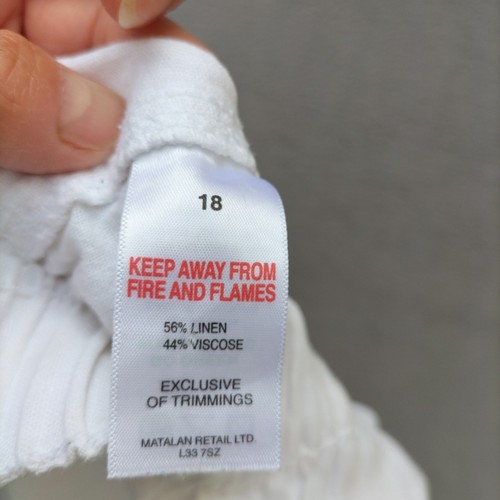 18
KEEP AWAY FROM
FIRE AND FLAMES
56% LINEN
44% VISCOSE
EXCLUSIVE
OF TRIMMINGS
MATALAN RETAIL LTD.
L33 7SZ